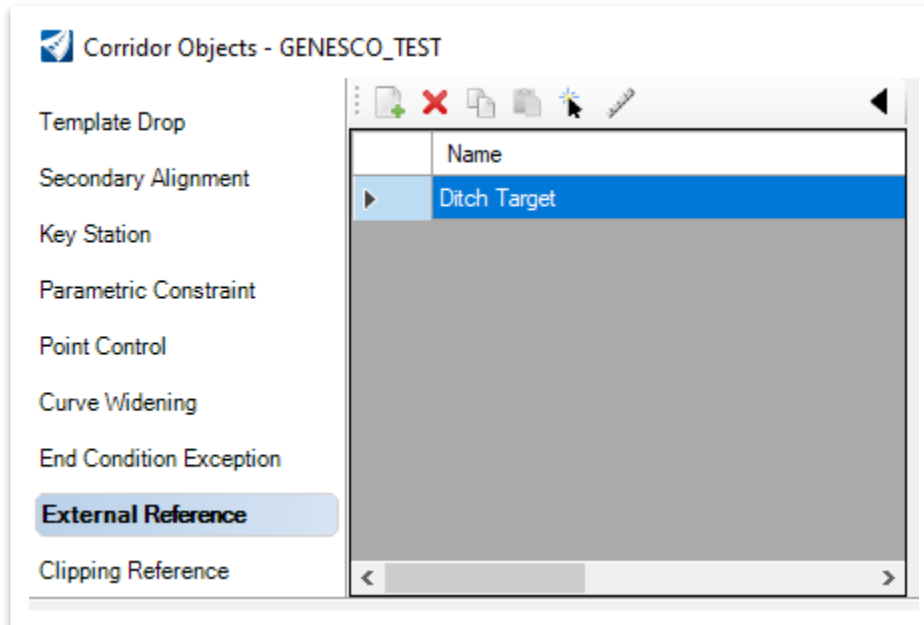 Corridor Objects - GENESCO_TEST
Template Drop
Secondary Alignment
Key Station
Parametric Constraint
Point Control
Curve Widening
End Condition Exception
External Reference
Clipping Reference
Name
Ditch Target